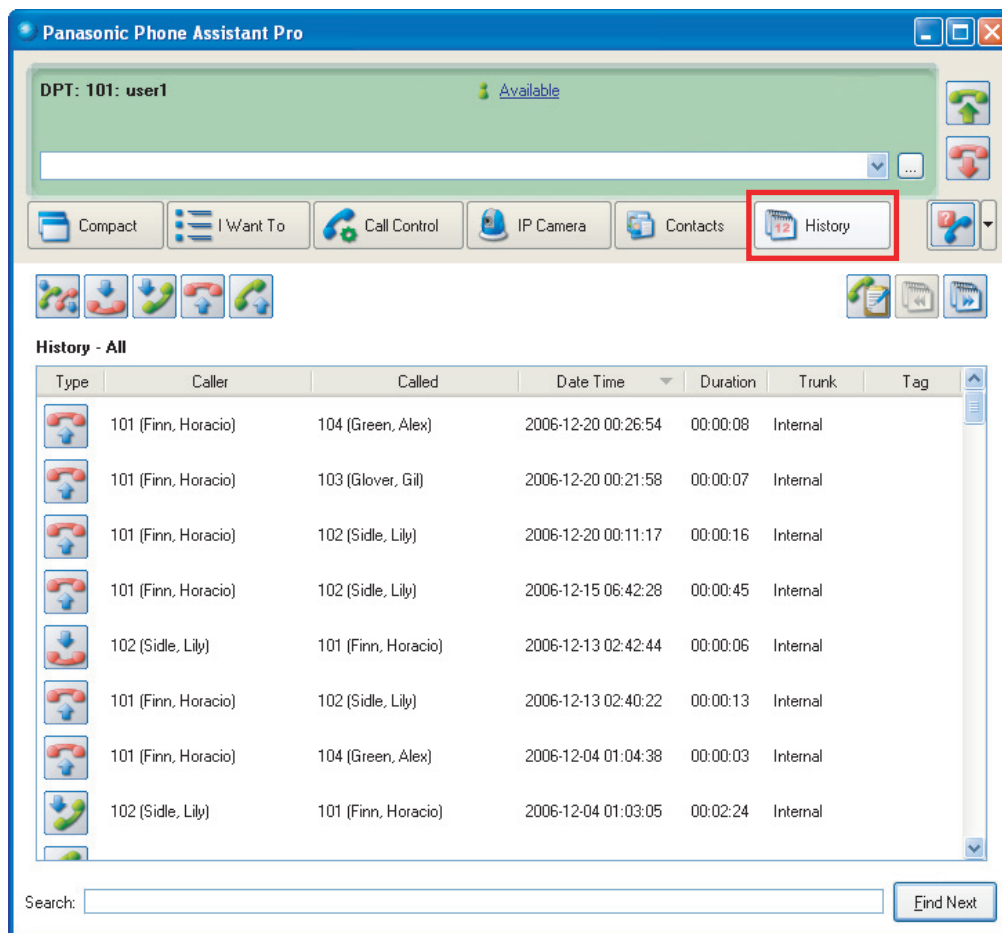 Panasonic Phone Assistant Pro
DPT: 101: user1 Available
...
Compact I Want To Call Control IP Camera Contacts 12 History
History - All
Type Caller Called Date Time Duration Trunk Tag
101 (Finn, Horacio) 104 (Green, Alex) 2006-12-20 00:26:54 00:00:08 Internal
101 (Finn, Horacio) 103 (Glover, Gil) 2006-12-20 00:21:58 00:00:07 Internal
101 (Finn, Horacio) 102 (Sidle, Lily) 2006-12-20 00:11:17 00:00:16 Internal
101 (Finn, Horacio) 102 (Sidle, Lily) 2006-12-15 06:42:28 00:00:45 Internal
102 (Sidle, Lily) 101 (Finn, Horacio) 2006-12-13 02:42:44 00:00:06 Internal
101 (Finn, Horacio) 102 (Sidle, Lily) 2006-12-13 02:40:22 00:00:13 Internal
101 (Finn, Horacio) 104 (Green, Alex) 2006-12-04 01:04:38 00:00:03 Internal
102 (Sidle, Lily) 101 (Finn, Horacio) 2006-12-04 01:03:05 00:02:24 Internal
Search: Find Next